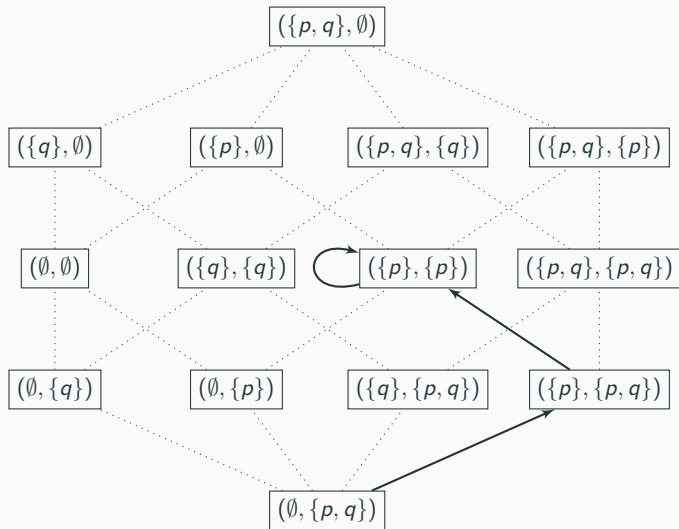 ({p, q}, ∅)
({q}, ∅) ({p}, ∅) ({p, q}, {q}) ({p, q}, {p})
(∅, ∅) ({q}, {q}) ({p}, {p}) ({p, q}, {p, q})
(∅, {q}) (∅, {p}) ({q}, {p, q}) ({p}, {p, q})
(∅, {p, q})